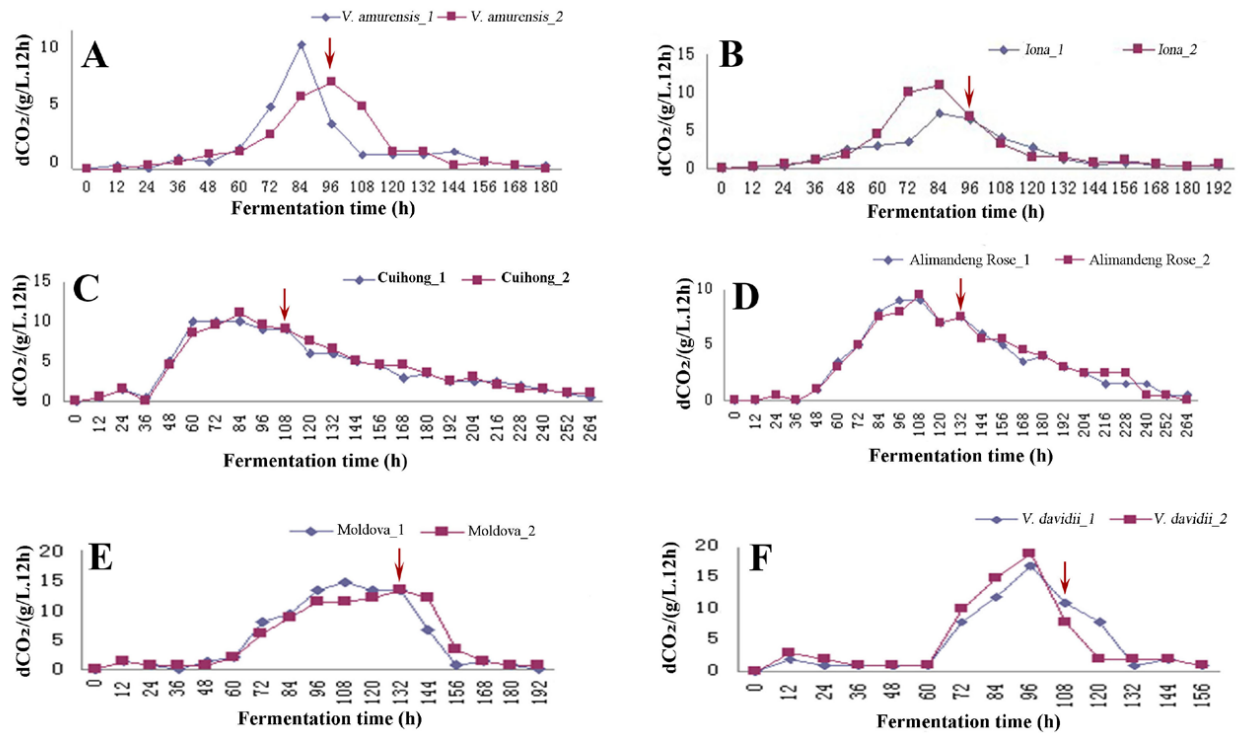 A
V. amurensis_1 V. amurensis_2
dCO₂/(g/L.12h)
10
5
0
0 12 24 36 48 60 72 84 96 108 120 132 144 156 168 180
Fermentation time (h)
B
Iona_1 Iona_2
dCO₂/(g/L.12h)
15
10
5
0
0 12 24 36 48 60 72 84 96 108 120 132 144 156 168 180 192
Fermentation time (h)
C
Cuihong_1 Cuihong_2
dCO₂/(g/L.12h)
15
10
5
0
0 12 24 36 48 60 72 84 96 108 120 132 144 156 168 180 192 204 216 228 240 252 264
Fermentation time (h)
D
Alimandeng Rose_1 Alimandeng Rose_2
dCO₂/(g/L.12h)
10
5
0
0 12 24 36 48 60 72 84 96 108 120 132 144 156 168 180 192 204 216 228 240 252 264
Fermentation time (h)
E
Moldova_1 Moldova_2
dCO₂/(g/L.12h)
20
15
10
5
0
0 12 24 36 48 60 72 84 96 108 120 132 144 156 168 180 192
Fermentation time (h)
F
V. davidii_1 V. davidii_2
dCO₂/(g/L.12h)
20
15
10
5
0
0 12 24 36 48 60 72 84 96 108 120 132 144 156
Fermentation time (h)